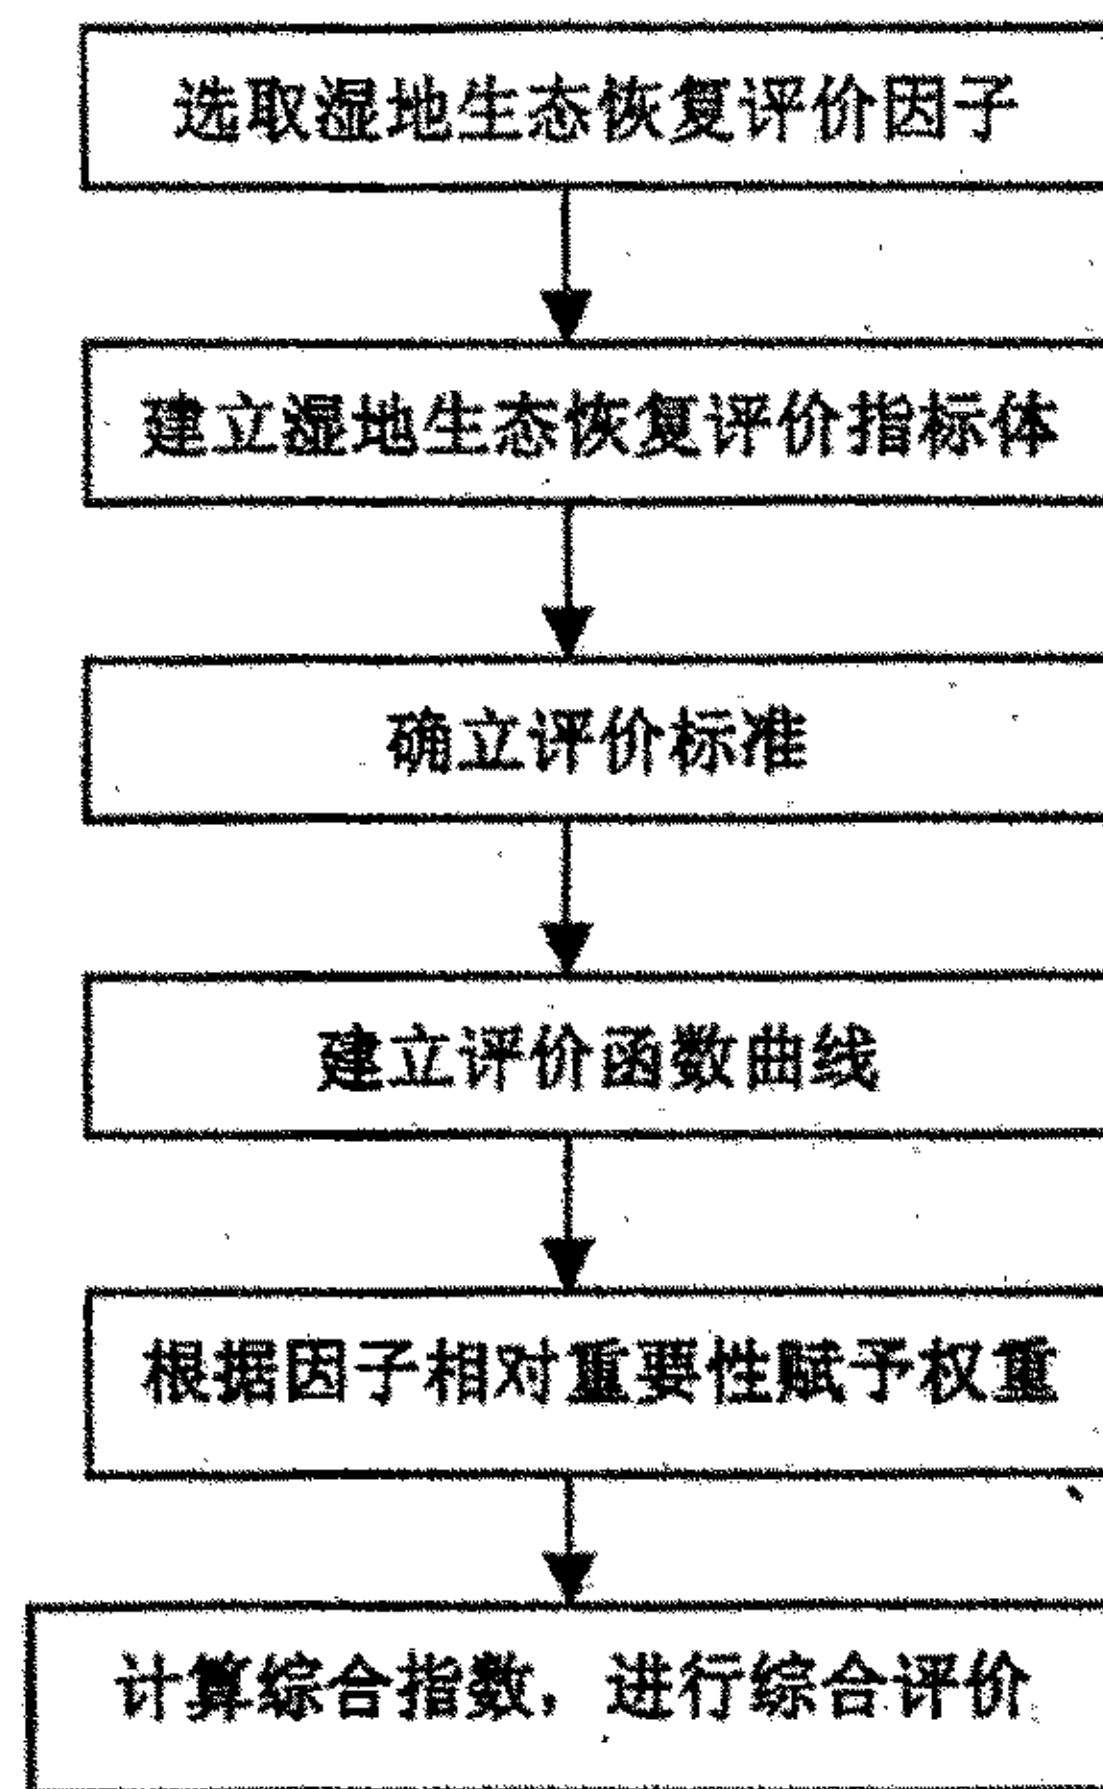 选取湿地生态恢复评价因子
建立湿地生态恢复评价指标体
确立评价标准
建立评价函数曲线
根据因子相对重要性赋予权重
计算综合指数，进行综合评价